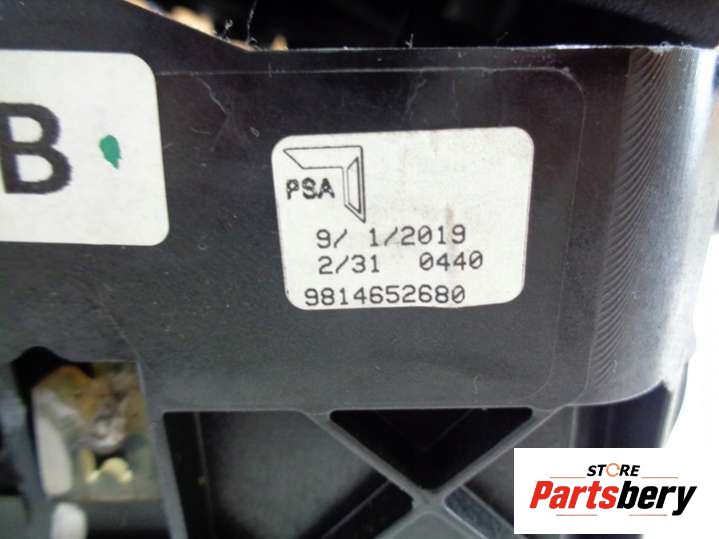 B
PSA
9/ 1/2019
2/31 0440
9814652680
STORE
Partsbery